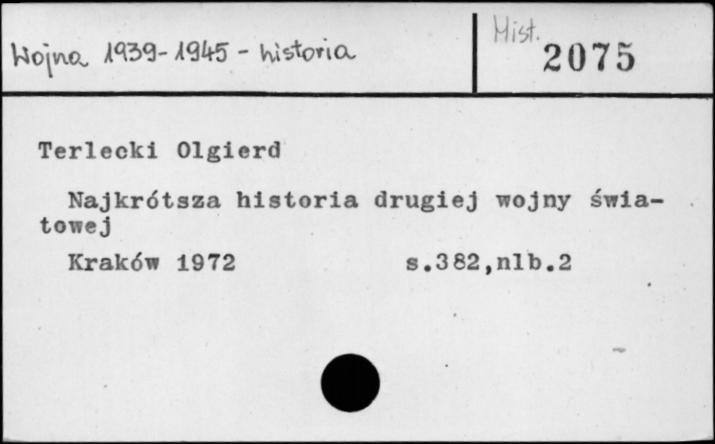 Wojna 1939-1945 - historia
Hist.
2075
Terlecki Olgierd
Najkrótsza historia drugiej wojny świa-
towej
Kraków 1972 s.382,nlb.2